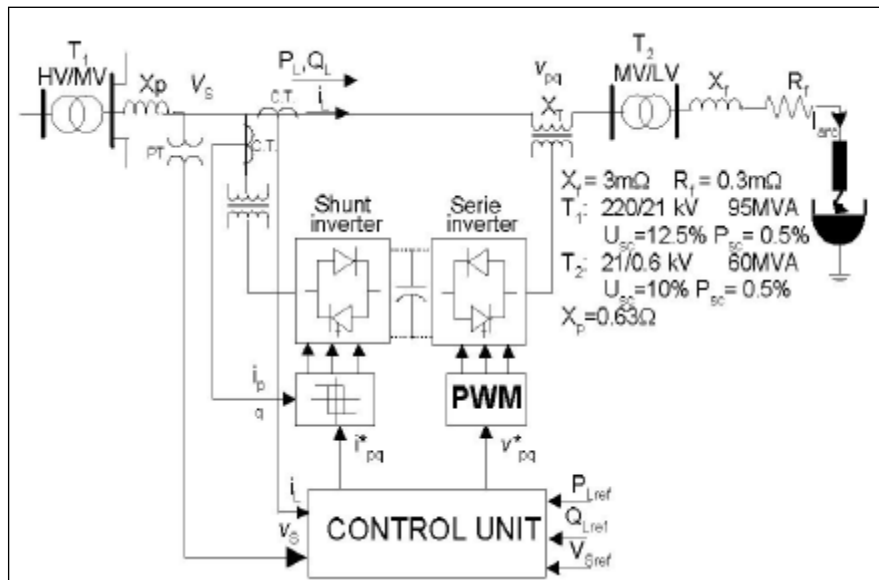 T1
HV/MV
Xp
VS
PL,QL
iL
C.T.
C.T.
PT
vpq
XT
T2
MV/LV
Xf
Rf
Iarc
Xf = 3mΩ Rf = 0.3mΩ
T1: 220/21 kV 95MVA
Usc=12.5% Psc = 0.5%
T2: 21/0.6 kV 60MVA
Usc=10% Psc = 0.5%
Xp=0.63Ω
Shunt
inverter
Serie
inverter
ip
q
PWM
i*pq
v*pq
iL
vS
CONTROL UNIT
PLref
QLref
VSref